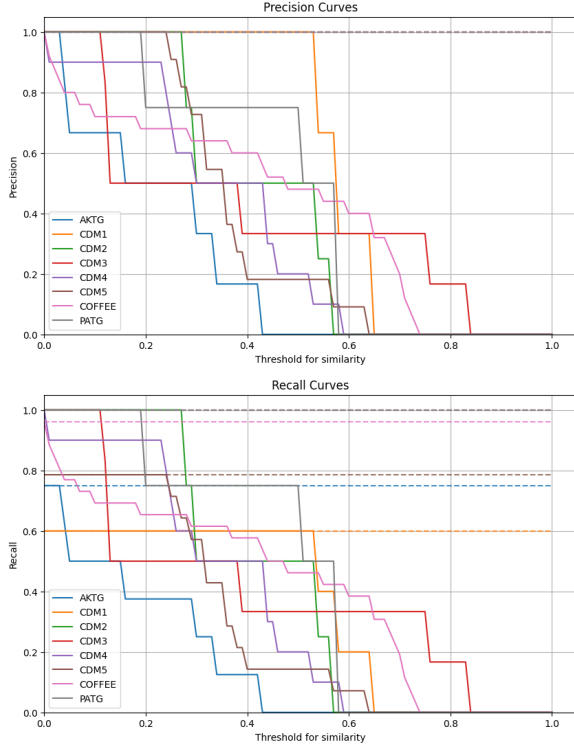 Precision Curves
1.0
0.8
0.6
0.4
0.2
0.0
Precision
AKTG
CDM1
CDM2
CDM3
CDM4
CDM5
COFFEE
PATG
0.0 0.2 0.4 0.6 0.8 1.0
Threshold for similarity
Recall Curves
1.0
0.8
0.6
0.4
0.2
0.0
Recall
AKTG
CDM1
CDM2
CDM3
CDM4
CDM5
COFFEE
PATG
0.0 0.2 0.4 0.6 0.8 1.0
Threshold for similarity